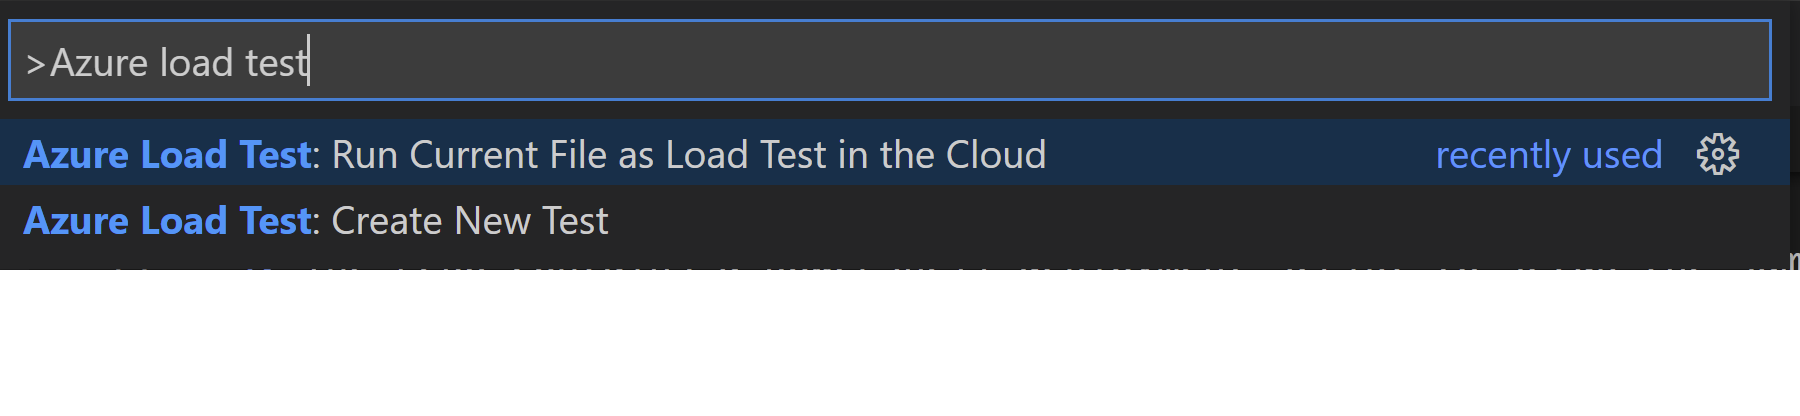 >Azure load test
Azure Load Test: Run Current File as Load Test in the Cloud recently used
Azure Load Test: Create New Test